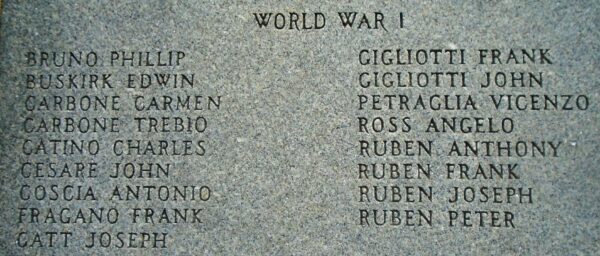 WORLD WAR I
BRUNO PHILLIP
BUSKIRK EDWIN
CARBONE CARMEN
CARBONE TREBIO
CATINO CHARLES
CESARE JOHN
COSCIA ANTONIO
FRAGANO FRANK
GATT JOSEPH
GIGLIOTTI FRANK
GIGLIOTTI JOHN
PETRAGLIA VICENZO
ROSS ANGELO
RUBEN ANTHONY
RUBEN FRANK
RUBEN JOSEPH
RUBEN PETER